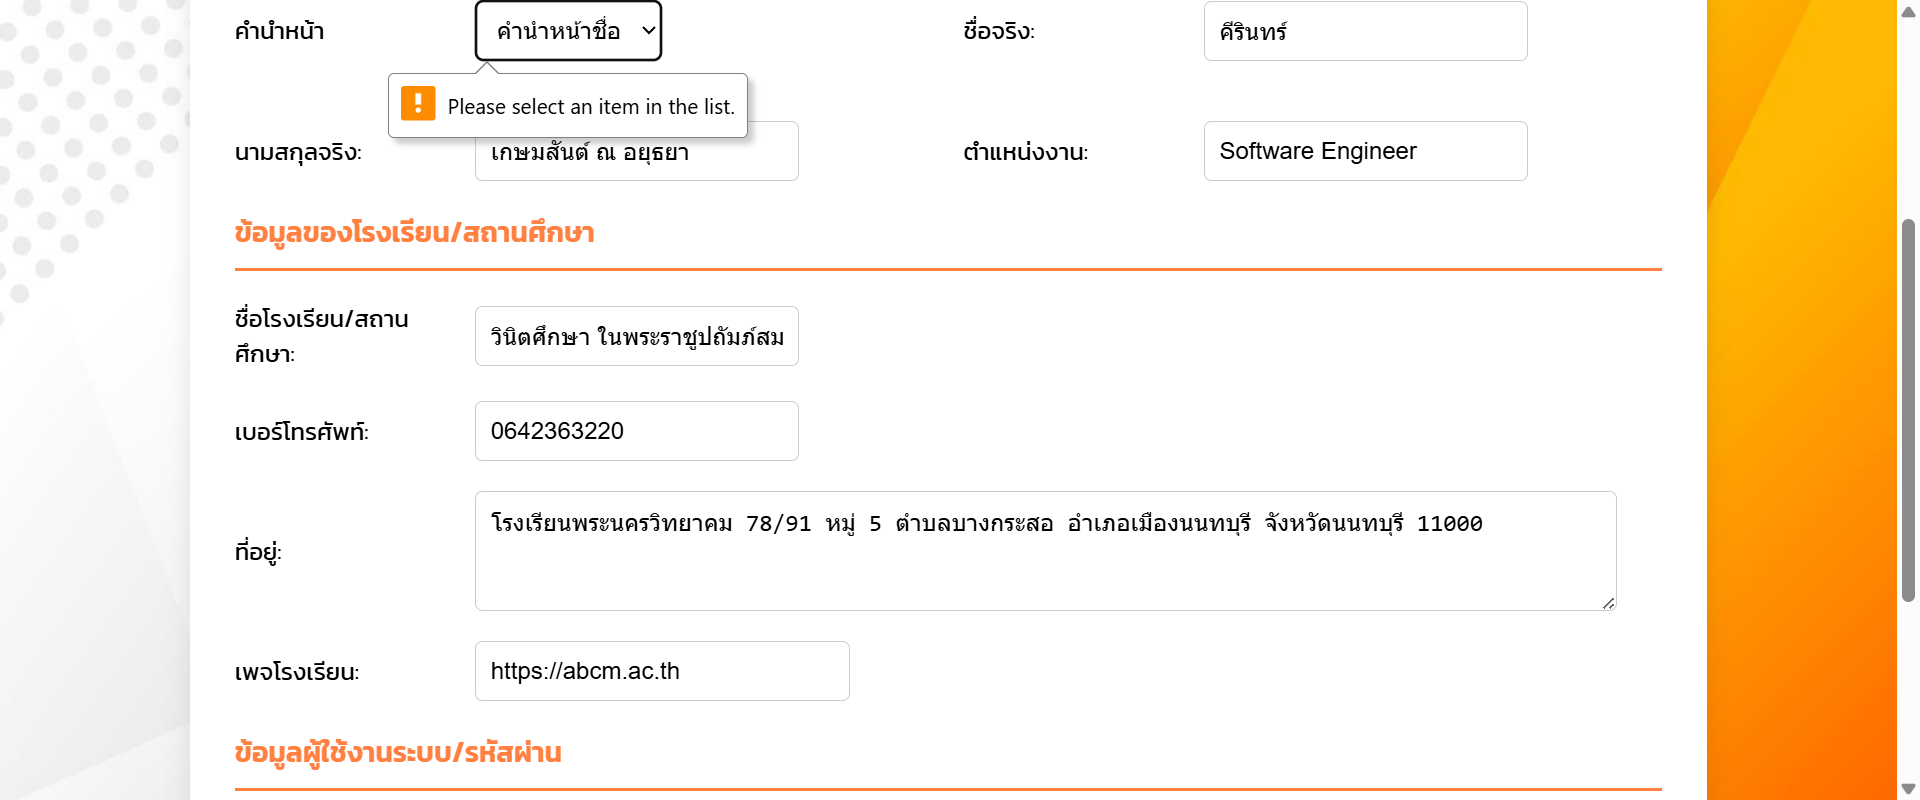 คำนำหน้า
คำนำหน้าชื่อ
ชื่อจริง:
คีรินทร์
Please select an item in the list.
นามสกุลจริง:
เกษมสันต์ ณ อยุธยา
ตำแหน่งงาน:
Software Engineer
ข้อมูลของโรงเรียน/สถานศึกษา
ชื่อโรงเรียน/สถาน
ศึกษา:
วินิตศึกษา ในพระราชูปถัมภ์สม
เบอร์โทรศัพท์:
0642363220
ที่อยู่:
โรงเรียนพระนครวิทยาคม 78/91 หมู่ 5 ตำบลบางกระสอ อำเภอเมืองนนทบุรี จังหวัดนนทบุรี 11000
เพจโรงเรียน:
https://abcm.ac.th
ข้อมูลผู้ใช้งานระบบ/รหัสผ่าน